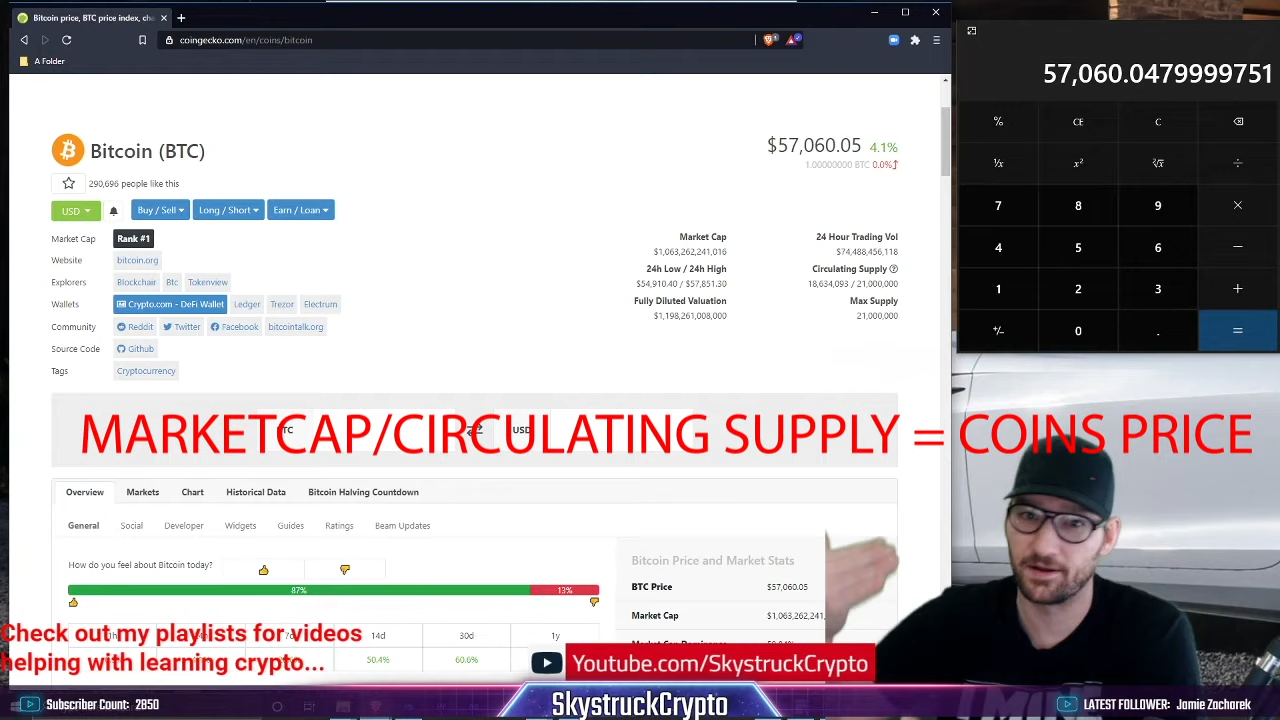 Bitcoin price, BTC price index, cha
coingecko.com/en/coins/bitcoin
A Folder
57,060.0479999751
% CE C
7 8 9 ×
4 5 6 −
1 2 3 +
+/− 0 . =
Bitcoin (BTC)
$57,060.05 4.1%
1.00000000 BTC 0.0%
290,696 people like this
USD Buy / Sell Long / Short Earn / Loan
Market Cap Rank #1
Website bitcoin.org
Explorers Blockchair Btc Tokenview
Wallets Crypto.com - DeFi Wallet Ledger Trezor Electrum
Community Reddit Twitter Facebook bitcointalk.org
Source Code Github
Tags Cryptocurrency
Market Cap 24 Hour Trading Vol
$1,063,262,241,016 $74,488,456,118
24h Low / 24h High Circulating Supply
$54,910.40 / $57,851.30 18,634,093 / 21,000,000
Fully Diluted Valuation Max Supply
$1,198,261,008,000 21,000,000
MARKETCAP/CIRCULATING SUPPLY = COINS PRICE
BTC USD
Overview Markets Chart Historical Data Bitcoin Halving Countdown
General Social Developer Widgets Guides Ratings Beam Updates
How do you feel about Bitcoin today?
87% 13%
Bitcoin Price and Market Stats
BTC Price $57,060.05
Market Cap $1,063,262,241,
14d 30d 1y
50.4% 60.6%
Check out my playlists for videos
helping with learning crypto...
Youtube.com/SkystruckCrypto
Subscriber Count: 2850
SkystruckCrypto
LATEST FOLLOWER: Jamie Zachorek